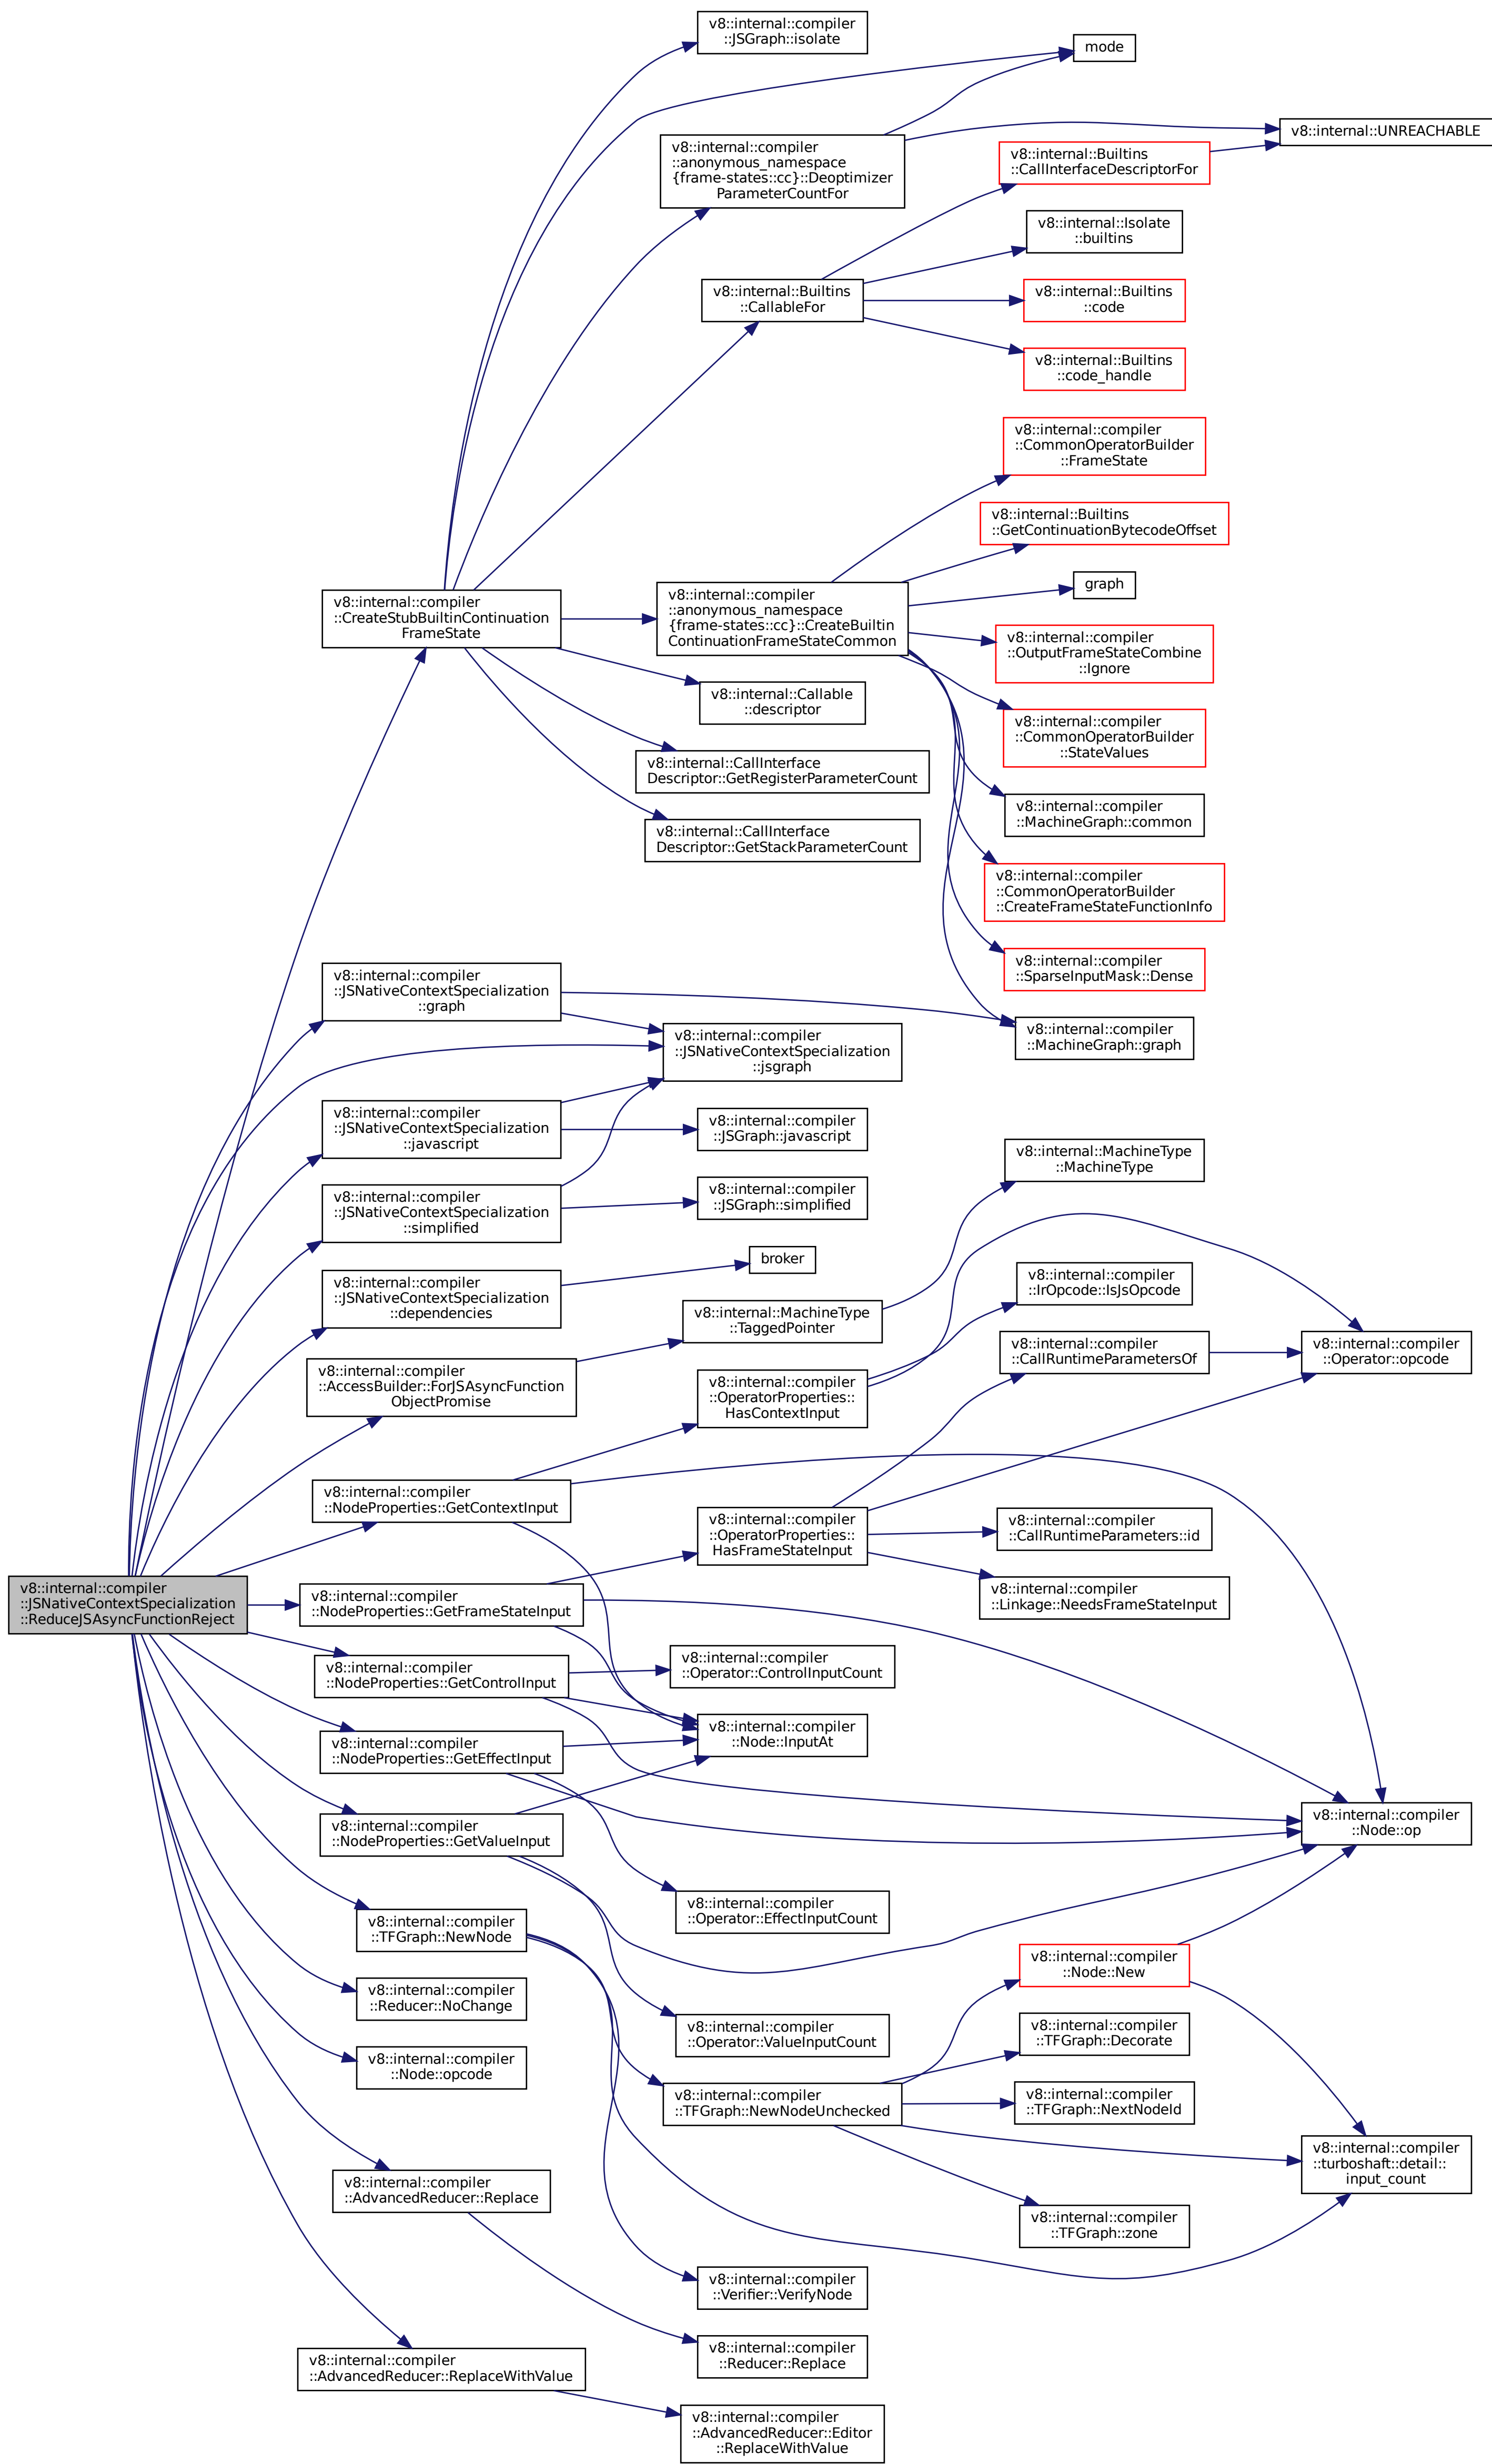 v8::internal::compiler
::JSGraph::isolate
mode
v8::internal::UNREACHABLE
v8::internal::compiler
::anonymous_namespace
{frame-states::cc}::Deoptimizer
ParameterCountFor
v8::internal::Builtins
::CallInterfaceDescriptorFor
v8::internal::Isolate
::builtins
v8::internal::Builtins
::CallableFor
v8::internal::Builtins
::code
v8::internal::Builtins
::code_handle
v8::internal::compiler
::CommonOperatorBuilder
::FrameState
v8::internal::Builtins
::GetContinuationBytecodeOffset
graph
v8::internal::compiler
::CreateStubBuiltinContinuation
FrameState
v8::internal::compiler
::anonymous_namespace
{frame-states::cc}::CreateBuiltin
ContinuationFrameStateCommon
v8::internal::compiler
::OutputFrameStateCombine
::Ignore
v8::internal::Callable
::descriptor
v8::internal::compiler
::CommonOperatorBuilder
::StateValues
v8::internal::CallInterface
Descriptor::GetRegisterParameterCount
v8::internal::compiler
::MachineGraph::common
v8::internal::CallInterface
Descriptor::GetStackParameterCount
v8::internal::compiler
::CommonOperatorBuilder
::CreateFrameStateFunctionInfo
v8::internal::compiler
::SparseInputMask::Dense
v8::internal::compiler
::JSNativeContextSpecialization
::graph
v8::internal::compiler
::MachineGraph::graph
v8::internal::compiler
::JSNativeContextSpecialization
::jsgraph
v8::internal::compiler
::JSNativeContextSpecialization
::javascript
v8::internal::compiler
::JSGraph::javascript
v8::internal::MachineType
::MachineType
v8::internal::compiler
::JSNativeContextSpecialization
::simplified
v8::internal::compiler
::JSGraph::simplified
broker
v8::internal::compiler
::JSNativeContextSpecialization
::dependencies
v8::internal::compiler
::IrOpcode::IsJsOpcode
v8::internal::MachineType
::TaggedPointer
v8::internal::compiler
::CallRuntimeParametersOf
v8::internal::compiler
::Operator::opcode
v8::internal::compiler
::AccessBuilder::ForJSAsyncFunction
ObjectPromise
v8::internal::compiler
::OperatorProperties::
HasContextInput
v8::internal::compiler
::NodeProperties::GetContextInput
v8::internal::compiler
::OperatorProperties::
HasFrameStateInput
v8::internal::compiler
::CallRuntimeParameters::id
v8::internal::compiler
::JSNativeContextSpecialization
::ReduceJSAsyncFunctionReject
v8::internal::compiler
::NodeProperties::GetFrameStateInput
v8::internal::compiler
::Linkage::NeedsFrameStateInput
v8::internal::compiler
::NodeProperties::GetControlInput
v8::internal::compiler
::Operator::ControlInputCount
v8::internal::compiler
::Node::InputAt
v8::internal::compiler
::NodeProperties::GetEffectInput
v8::internal::compiler
::NodeProperties::GetValueInput
v8::internal::compiler
::Node::op
v8::internal::compiler
::Operator::EffectInputCount
v8::internal::compiler
::TFGraph::NewNode
v8::internal::compiler
::Node::New
v8::internal::compiler
::Reducer::NoChange
v8::internal::compiler
::Operator::ValueInputCount
v8::internal::compiler
::TFGraph::Decorate
v8::internal::compiler
::Node::opcode
v8::internal::compiler
::TFGraph::NewNodeUnchecked
v8::internal::compiler
::TFGraph::NextNodeId
v8::internal::compiler
::turboshaft::detail::
input_count
v8::internal::compiler
::AdvancedReducer::Replace
v8::internal::compiler
::TFGraph::zone
v8::internal::compiler
::Verifier::VerifyNode
v8::internal::compiler
::Reducer::Replace
v8::internal::compiler
::AdvancedReducer::ReplaceWithValue
v8::internal::compiler
::AdvancedReducer::Editor
::ReplaceWithValue